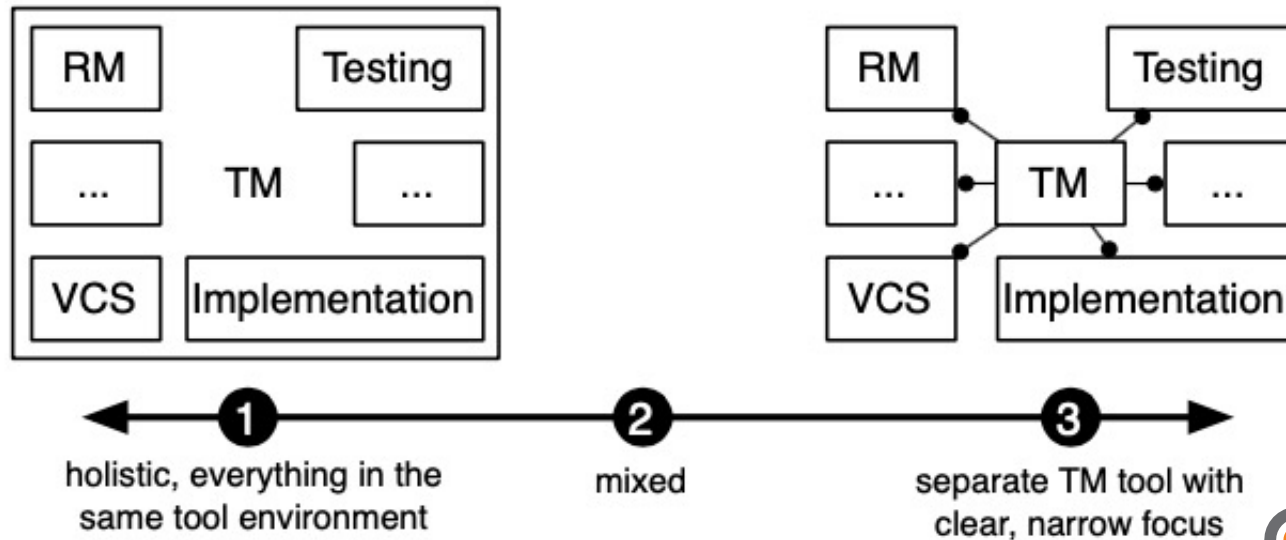 RM Testing
... TM ...
VCS Implementation
RM Testing
... TM ...
VCS Implementation
1 2 3
holistic, everything in the
same tool environment
mixed
separate TM tool with
clear, narrow focus